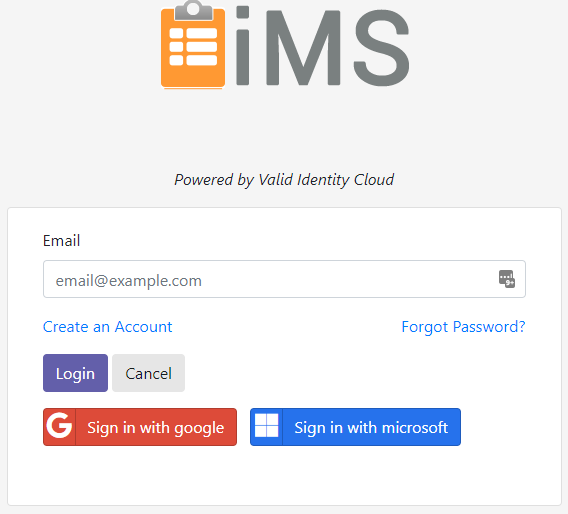 iMS
Powered by Valid Identity Cloud
Email
email@example.com
9+
Create an Account
Forgot Password?
Login
Cancel
G
Sign in with google
Sign in with microsoft